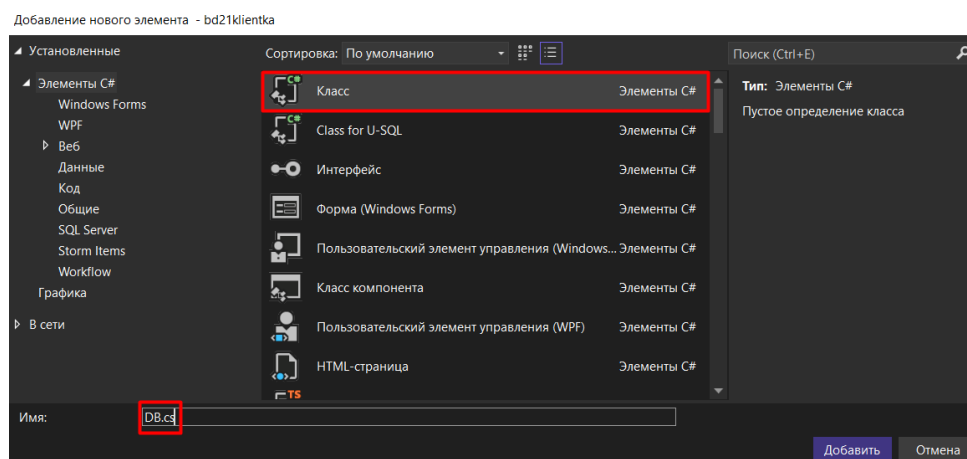 Добавление нового элемента - bd21klientka
Установленные
Сортировка: По умолчанию
Поиск (Ctrl+E)
Элементы C#
Windows Forms
WPF
Веб
Данные
Код
Общие
SQL Server
Storm Items
Workflow
Графика
В сети
Класс Элементы C#
Class for U-SQL Элементы C#
Интерфейс Элементы C#
Форма (Windows Forms) Элементы C#
Пользовательский элемент управления (Windows... Элементы C#
Класс компонента Элементы C#
Пользовательский элемент управления (WPF) Элементы C#
HTML-страница Элементы C#
TS
Тип: Элементы C#
Пустое определение класса
Имя: DB.cs
Добавить Отмена